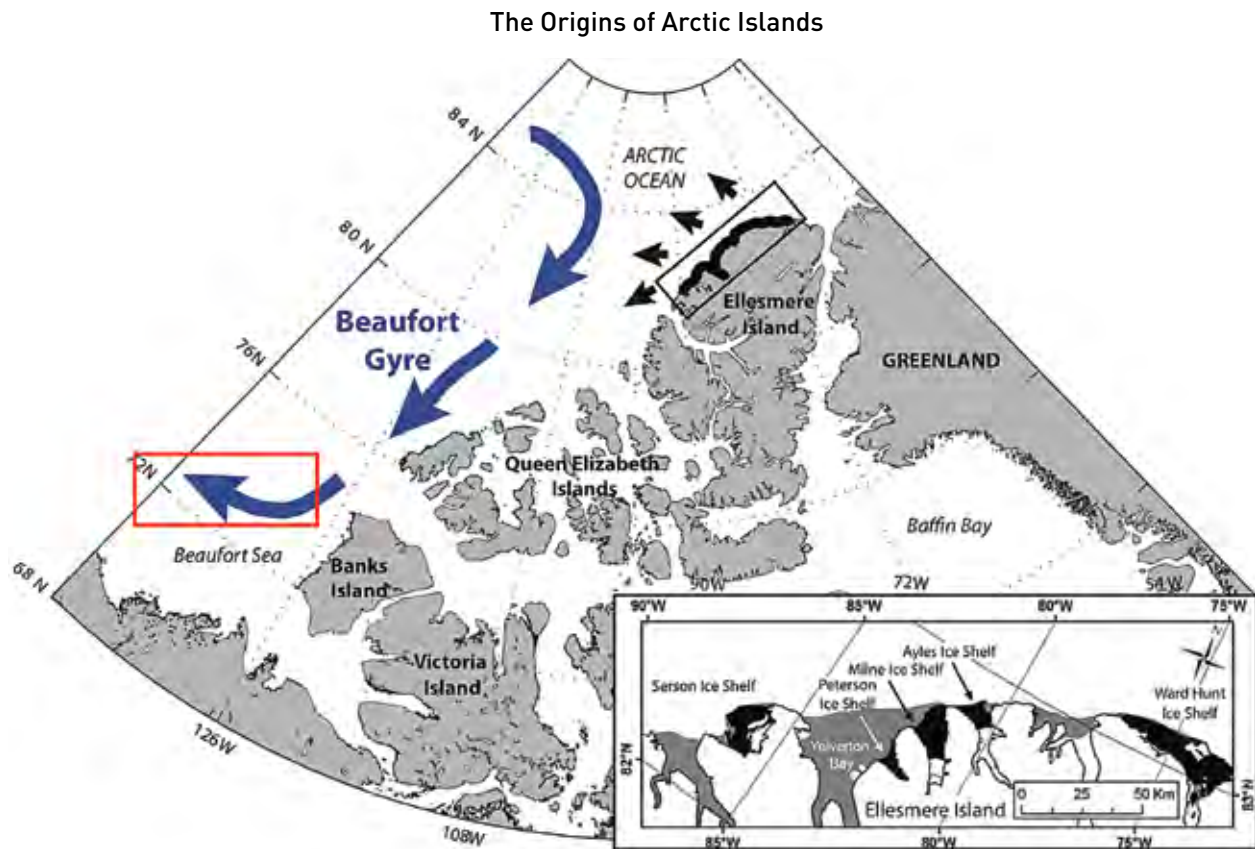 The Origins of Arctic Islands
84 N
ARCTIC
OCEAN
80 N
Ellesmere
Island
Beaufort
Gyre
GREENLAND
76N
72N
Queen Elizabeth
Islands
Baffin Bay
Beaufort Sea
68 N
Banks
Island
90W
72W
54W
Victoria
Island
126W
108W
90°W
85°W
80°W
75°W
N
Ayles Ice Shelf
Milne Ice Shelf
Serson Ice Shelf
Peterson
Ice Shelf
Ward Hunt
Ice Shelf
Yelverton
Bay
82°N
Ellesmere Island
0 25 50 Km
85°W
80°W
75°W